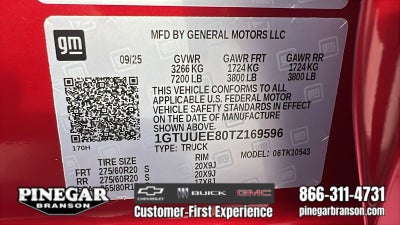 gm
MFD BY GENERAL MOTORS LLC
09/25
GVWR GAWR FRT GAWR RR
3266 KG 1724 KG 1724 KG
7200 LB 3800 LB 3800 LB
THIS VEHICLE CONFORMS TO ALL
APPLICABLE U.S. FEDERAL MOTOR
VEHICLE SAFETY STANDARDS IN EFFECT
ON THE DATE OF MANUFACTURE
SHOWN ABOVE.
1GTUUEE80TZ169596
170H
TYPE: TRUCK
MODEL: 06TK10543
TIRE SIZE RIM
FRT 275/60R20 S 20X9J
RR 275/60R20 S 20X9J
17X8J
PINEGAR
BRANSON
CHEVROLET BUICK GMC
Customer-First Experience
866-311-4731
pinegarbranson.com